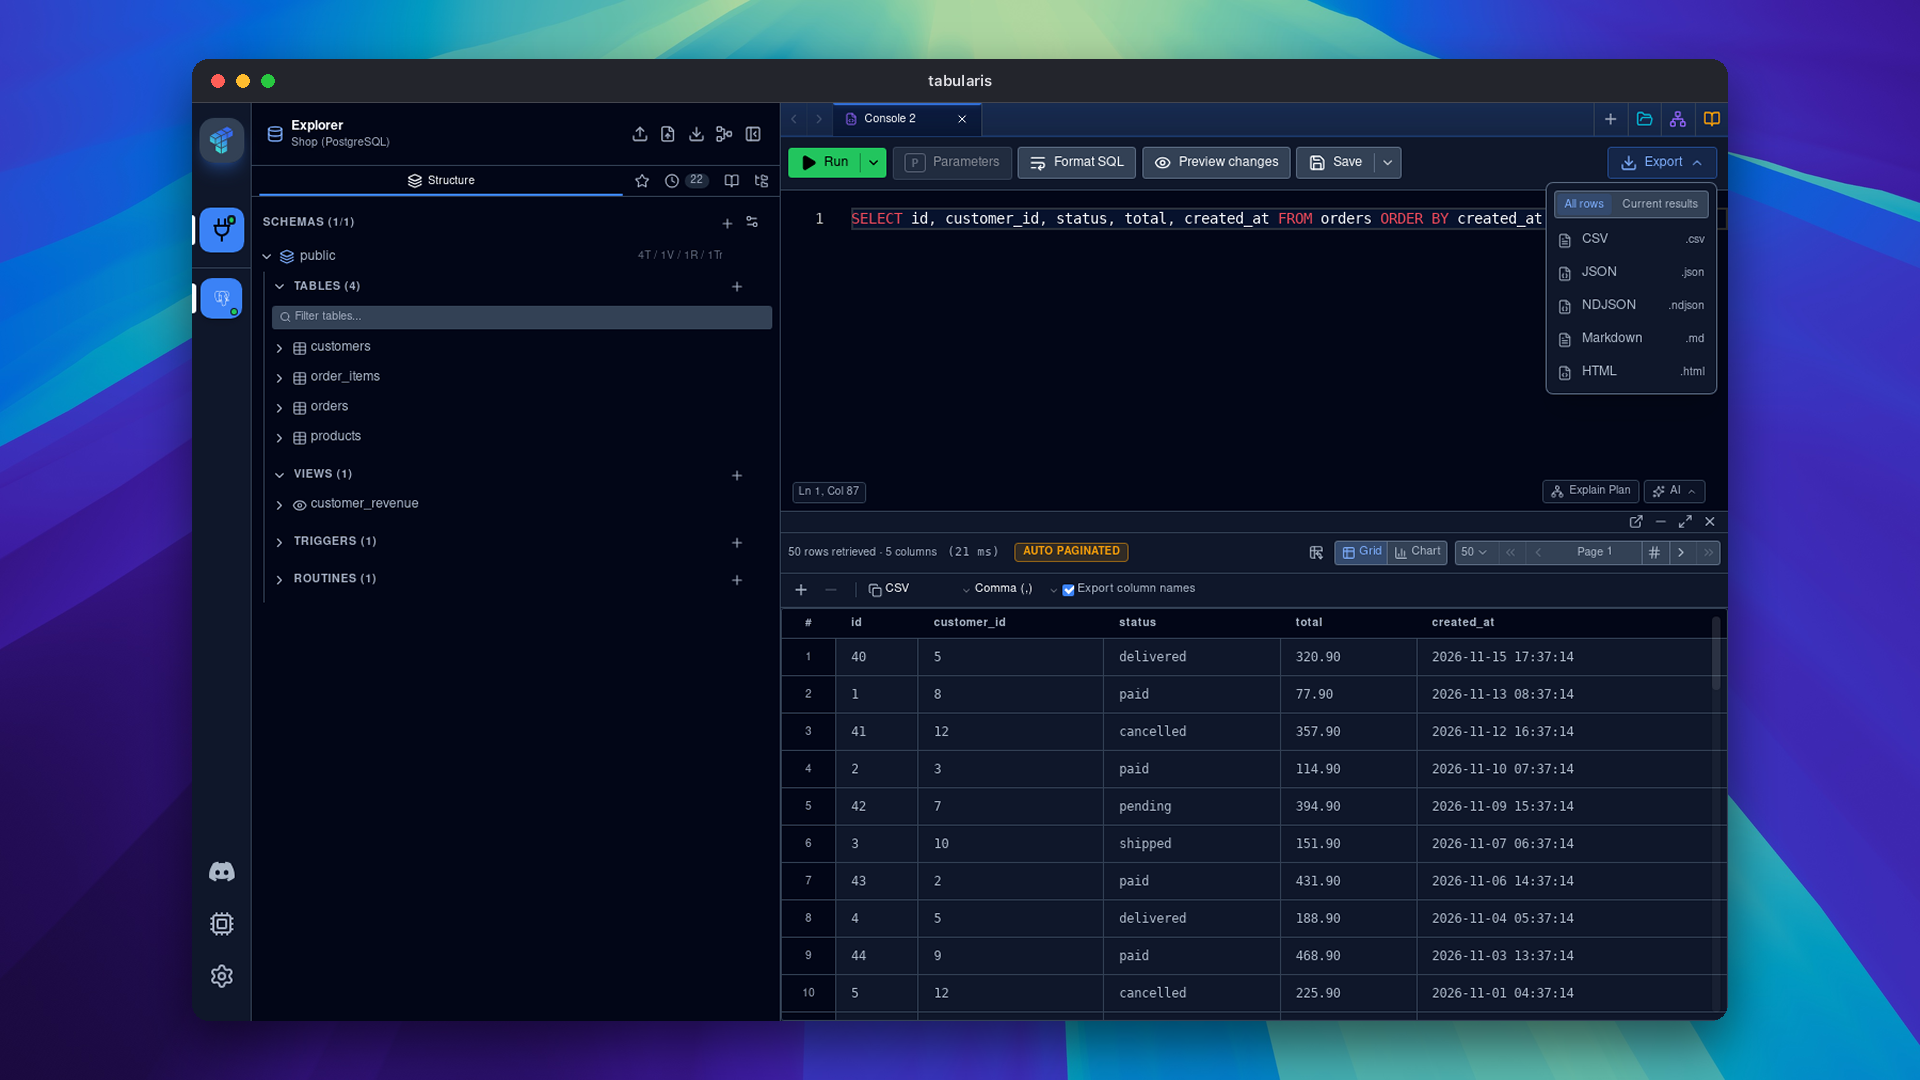 tabularis
Explorer
Shop (PostgreSQL)
Structure
22
SCHEMAS (1/1)
public
4T / 1V / 1R / 1Tr
TABLES (4)
Filter tables...
customers
order_items
orders
products
VIEWS (1)
customer_revenue
TRIGGERS (1)
ROUTINES (1)
Console 2
Run
P Parameters
Format SQL
Preview changes
Save
Export
1 SELECT id, customer_id, status, total, created_at FROM orders ORDER BY created_at
All rows Current results
CSV .csv
JSON .json
NDJSON .ndjson
Markdown .md
HTML .html
Ln 1, Col 87
Explain Plan
AI
50 rows retrieved · 5 columns (21 ms)
AUTO PAGINATED
Grid
Chart
50
Page 1
#
CSV
Comma (,)
Export column names
# id customer_id status total created_at
1 40 5 delivered 320.90 2026-11-15 17:37:14
2 1 8 paid 77.90 2026-11-13 08:37:14
3 41 12 cancelled 357.90 2026-11-12 16:37:14
4 2 3 paid 114.90 2026-11-10 07:37:14
5 42 7 pending 394.90 2026-11-09 15:37:14
6 3 10 shipped 151.90 2026-11-07 06:37:14
7 43 2 paid 431.90 2026-11-06 14:37:14
8 4 5 delivered 188.90 2026-11-04 05:37:14
9 44 9 paid 468.90 2026-11-03 13:37:14
10 5 12 cancelled 225.90 2026-11-01 04:37:14